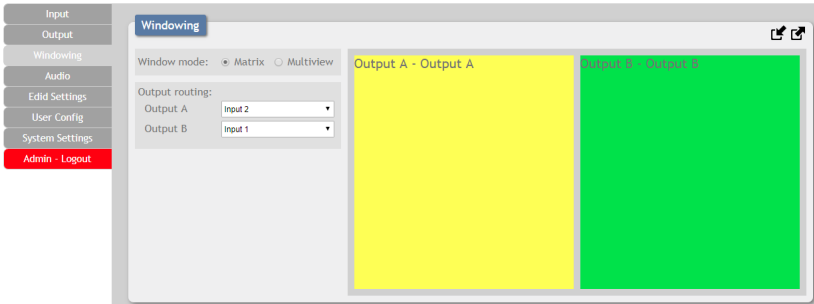 Input
Output
Windowing
Audio
Edid Settings
User Config
System Settings
Admin - Logout
Windowing
Window mode: Matrix Multiview
Output routing:
Output A Input 2
Output B Input 1
Output A - Output A
Output B - Output B